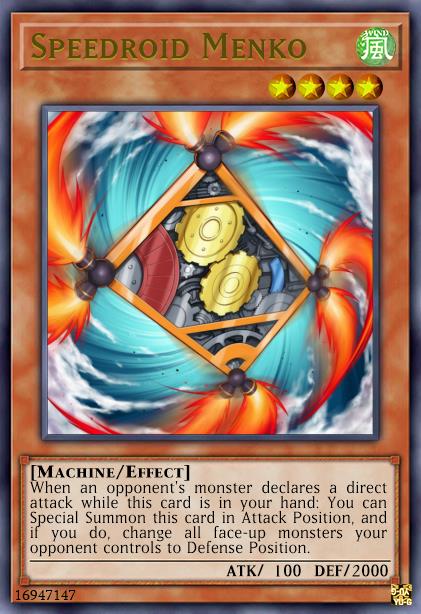 Speedroid Menko
WIND
風
[Machine/Effect]
When an opponent's monster declares a direct
attack while this card is in your hand: You can
Special Summon this card in Attack Position, and
if you do, change all face-up monsters your
opponent controls to Defense Position.
ATK/ 100 DEF/2000
16947147